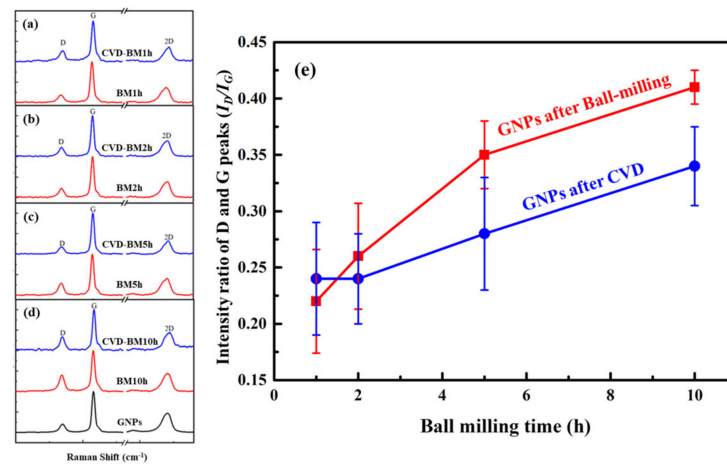 (a)
D
G
2D
CVD-BM1h
BM1h
(b)
D
G
2D
CVD-BM2h
BM2h
(c)
D
G
2D
CVD-BM5h
BM5h
(d)
D
G
2D
CVD-BM10h
BM10h
GNPs
Raman Shift (cm⁻¹)
(e)
Intensity ratio of D and G peaks (I_D/I_G)
0.45
0.40
0.35
0.30
0.25
0.20
0.15
GNPs after Ball-milling
GNPs after CVD
0 2 4 6 8 10
Ball milling time (h)